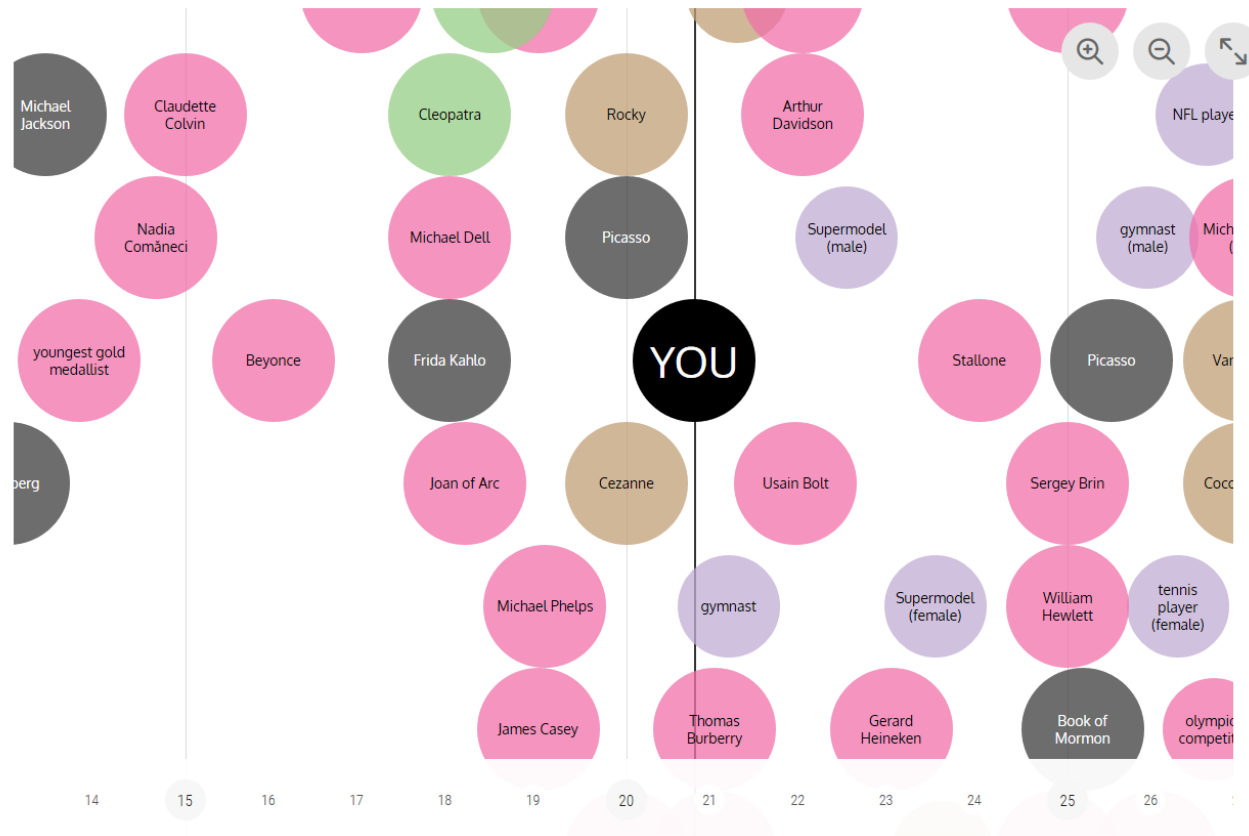 Michael
Jackson
Claudette
Colvin
Cleopatra
Rocky
Arthur
Davidson
NFL
Nadia
Comăneci
Michael Dell
Picasso
Supermodel
(male)
gymnast
(male)
youngest gold
medallist
Beyonce
Frida Kahlo
YOU
Stallone
Picasso
Joan of Arc
Cezanne
Usain Bolt
Sergey Brin
Michael Phelps
gymnast
Supermodel
(female)
William
Hewlett
tennis
player
(female)
James Casey
Thomas
Burberry
Gerard
Heineken
Book of
Mormon
14 15 16 17 18 19 20 21 22 23 24 25 26